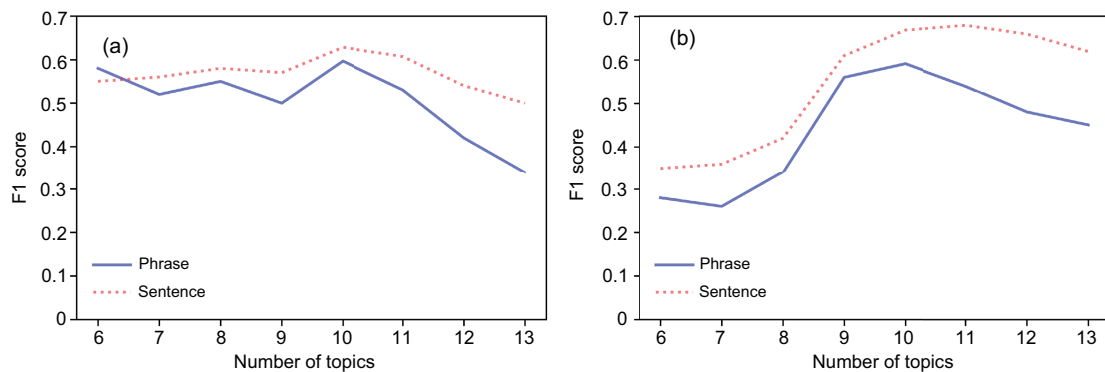 (a)
F1 score
0.7
0.6
0.5
0.4
0.3
0.2
0.1
0
Phrase
Sentence
6 7 8 9 10 11 12 13
Number of topics
(b)
F1 score
0.7
0.6
0.5
0.4
0.3
0.2
0.1
0
Phrase
Sentence
6 7 8 9 10 11 12 13
Number of topics